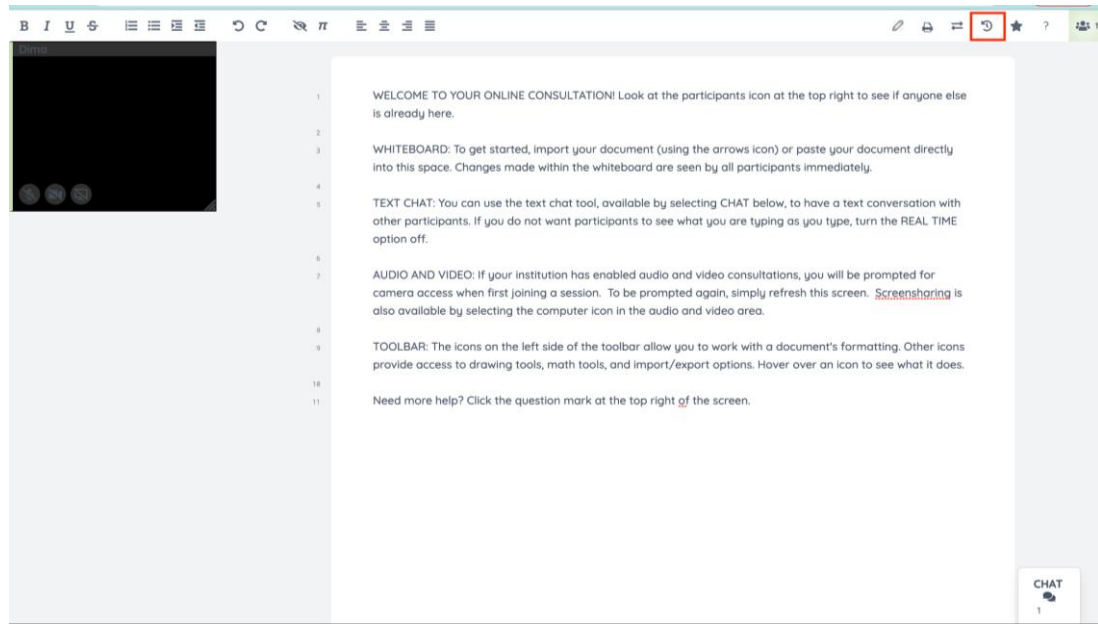 B I U S π ?
Dima
1 WELCOME TO YOUR ONLINE CONSULTATION! Look at the participants icon at the top right to see if anyone else
is already here.
2
3 WHITEBOARD: To get started, import your document (using the arrows icon) or paste your document directly
into this space. Changes made within the whiteboard are seen by all participants immediately.
4
5 TEXT CHAT: You can use the text chat tool, available by selecting CHAT below, to have a text conversation with
other participants. If you do not want participants to see what you are typing as you type, turn the REAL TIME
option off.
6
7 AUDIO AND VIDEO: If your institution has enabled audio and video consultations, you will be prompted for
camera access when first joining a session.  To be prompted again, simply refresh this screen.  Screensharing is
also available by selecting the computer icon in the audio and video area.
8
9 TOOLBAR: The icons on the left side of the toolbar allow you to work with a document's formatting. Other icons
provide access to drawing tools, math tools, and import/export options. Hover over an icon to see what it does.
10
11 Need more help? Click the question mark at the top right of the screen.
CHAT
1